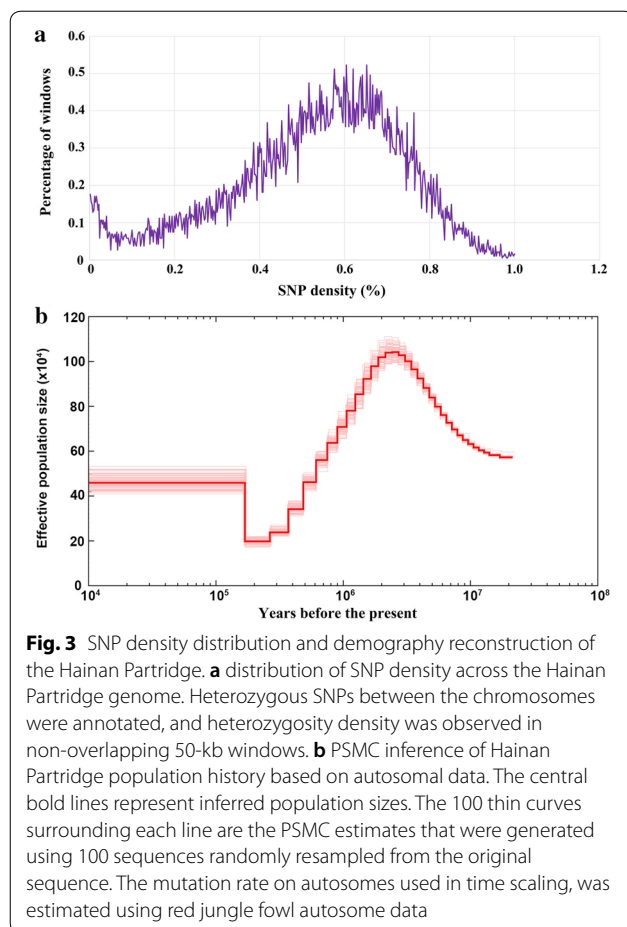 a
0.6
0.5
0.4
0.3
0.2
0.1
0
Percentage of windows
0 0.2 0.4 0.6 0.8 1.0 1.2
SNP density (%)
b
120
100
80
60
40
20
0
Effective population size (×10⁴)
10⁴ 10⁵ 10⁶ 10⁷ 10⁸
Years before the present
Fig. 3 SNP density distribution and demography reconstruction of
the Hainan Partridge. a distribution of SNP density across the Hainan
Partridge genome. Heterozygous SNPs between the chromosomes
were annotated, and heterozygosity density was observed in
non-overlapping 50-kb windows. b PSMC inference of Hainan
Partridge population history based on autosomal data. The central
bold lines represent inferred population sizes. The 100 thin curves
surrounding each line are the PSMC estimates that were generated
using 100 sequences randomly resampled from the original
sequence. The mutation rate on autosomes used in time scaling, was
estimated using red jungle fowl autosome data